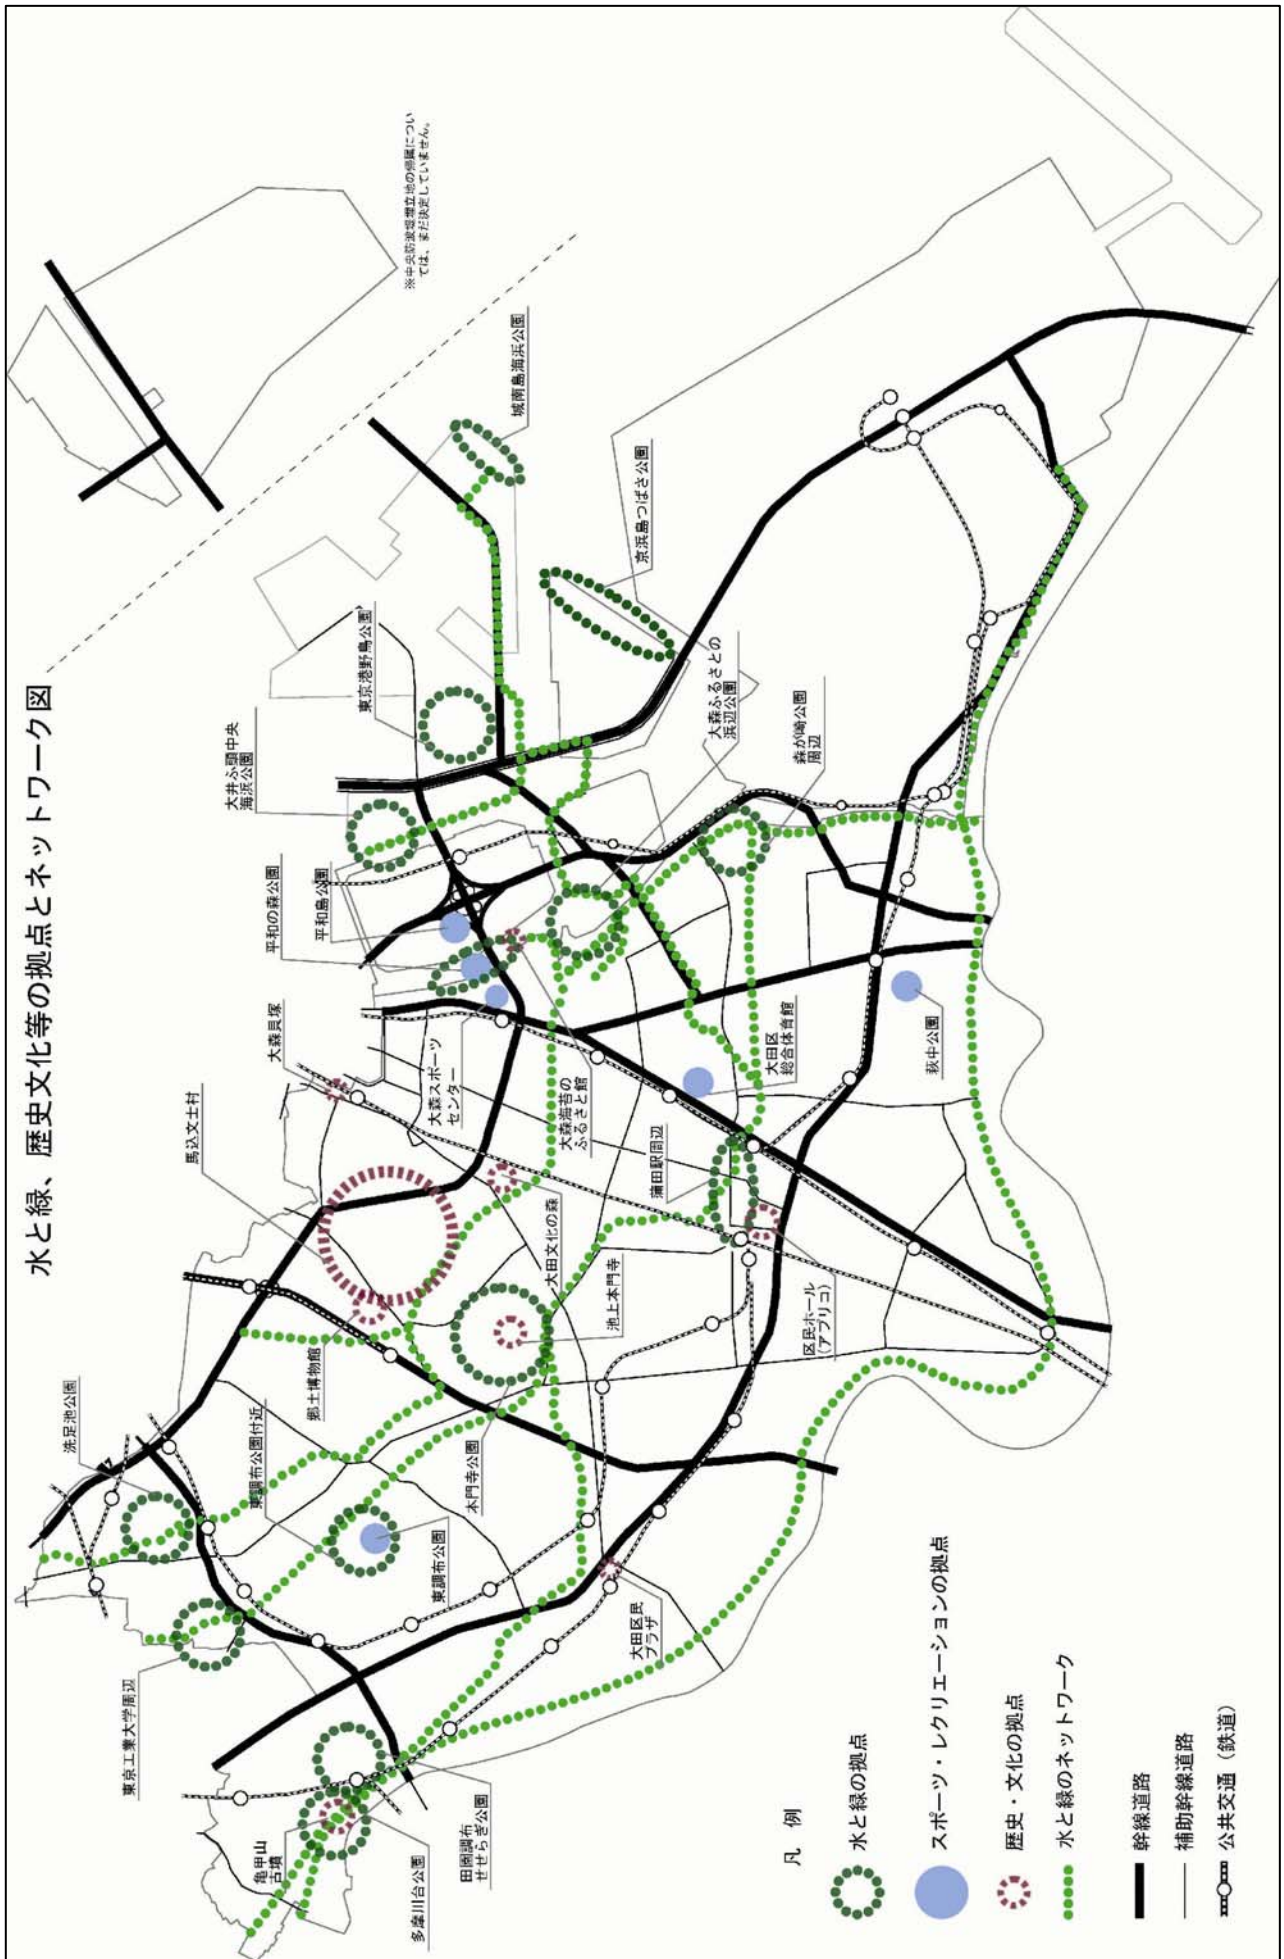 水と緑、歴史文化等の拠点とネットワーク図
※中央防波堤埋立地の帰属につい
ては、まだ決定していません。
城南島海浜公園
京浜島つばさ公園
東京港野鳥公園
大井ふ頭中央
海浜公園
大森ふるさとの
浜辺公園
森が崎公園
周辺
平和の森公園
平和島公園
大森貝塚
大森スポーツ
センター
大森海苔の
ふるさと館
大田区
総合体育館
萩中公園
馬込文士村
蒲田駅周辺
大田文化の森
池上本門寺
区民ホール
(アプリコ)
郷土博物館
洗足池公園
東調布公園付近
本門寺公園
東調布公園
大田区民
プラザ
東京工業大学周辺
亀甲山
古墳
多摩川台公園
田園調布
せせらぎ公園
凡 例
水と緑の拠点
スポーツ・レクリエーションの拠点
歴史・文化の拠点
水と緑のネットワーク
幹線道路
補助幹線道路
公共交通（鉄道）